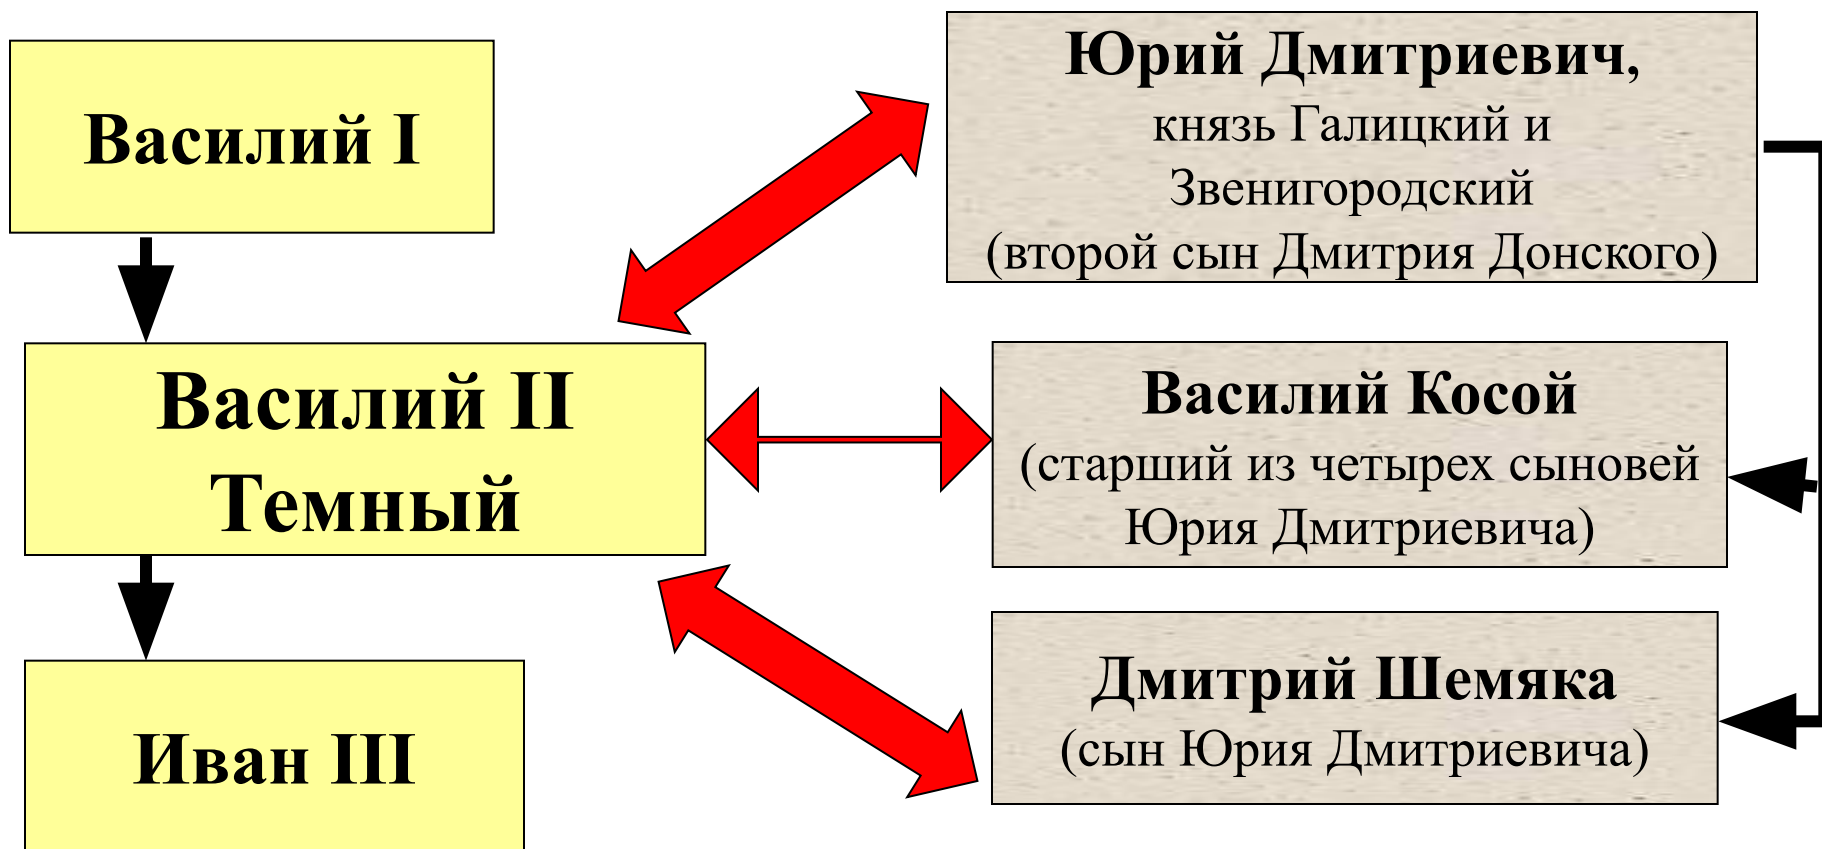 Василий I
Василий II
Темный
Иван III
Юрий Дмитриевич,
князь Галицкий и
Звенигородский
(второй сын Дмитрия Донского)
Василий Косой
(старший из четырех сыновей
Юрия Дмитриевича)
Дмитрий Шемяка
(сын Юрия Дмитриевича)